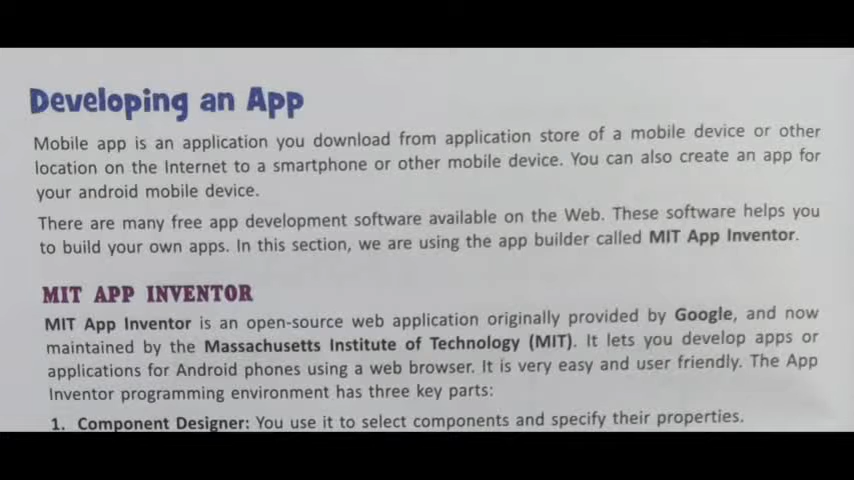 Developing an App
Mobile app is an application you download from application store of a mobile device or other
location on the Internet to a smartphone or other mobile device. You can also create an app for
your android mobile device.
There are many free app development software available on the Web. These software helps you
to build your own apps. In this section, we are using the app builder called MIT App Inventor.
MIT APP INVENTOR
MIT App Inventor is an open-source web application originally provided by Google, and now
maintained by the Massachusetts Institute of Technology (MIT). It lets you develop apps or
applications for Android phones using a web browser. It is very easy and user friendly. The App
Inventor programming environment has three key parts:
1. Component Designer: You use it to select components and specify their properties.